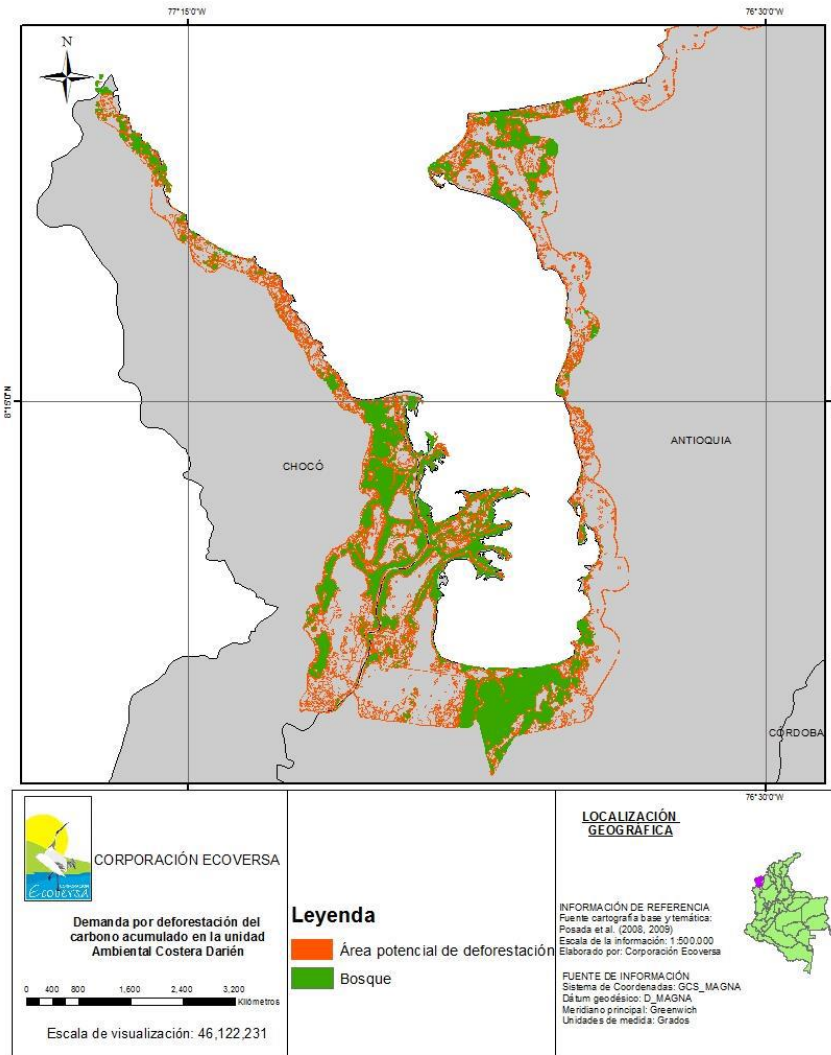 77°15'0"W
76°30'0"W
N
8°15'0"N
CHOCÓ
ANTIOQUIA
CÓRDOBA
76°30'0"W
Ecoversa
CORPORACIÓN ECOVERSA
Demanda por deforestación del
carbono acumulado en la unidad
Ambiental Costera Darién
0 400 800 1,600 2,400 3,200
Kilómetros
Escala de visualización: 46,122,231
Leyenda
Área potencial de deforestación
Bosque
LOCALIZACIÓN
GEOGRÁFICA
INFORMACIÓN DE REFERENCIA
Fuente cartografía base y temática:
Posada et al. (2008, 2009)
Escala de la información: 1:500.000
Elaborado por: Corporación Ecoversa
FUENTE DE INFORMACIÓN
Sistema de Coordenadas: GCS_MAGNA
Dátum geodésico: D_MAGNA
Meridiano principal: Greenwich
Unidades de medida: Grados